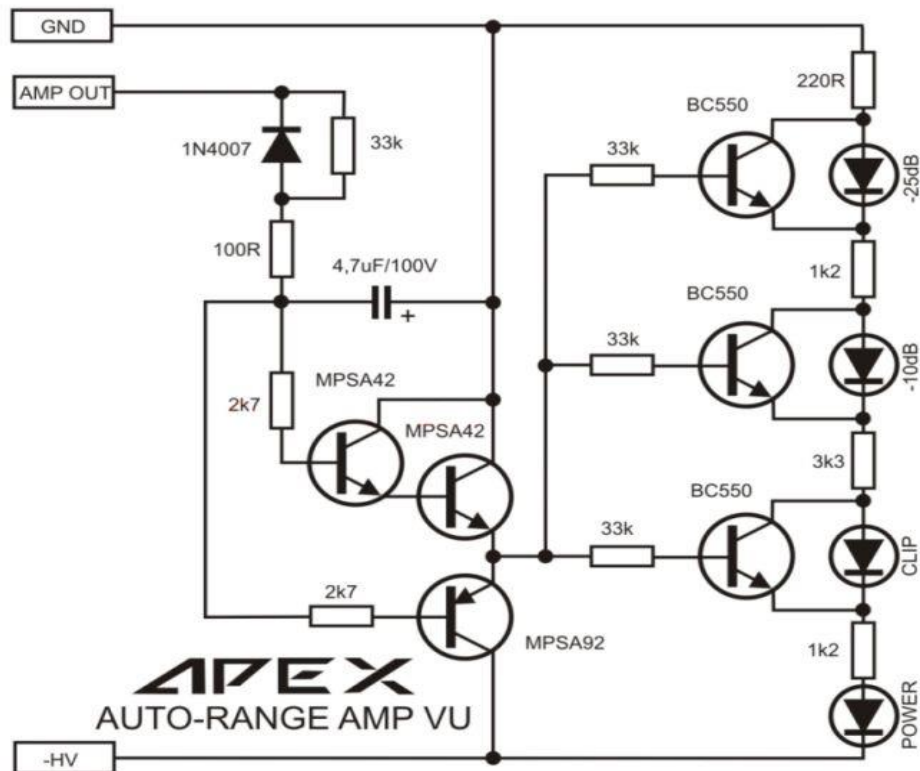 GND
220R
AMP OUT
BC550
1N4007
33k
33k
-25dB
100R
4,7uF/100V
+
1k2
BC550
33k
-10dB
MPSA42
2k7
MPSA42
3k3
BC550
33k
CLIP
2k7
MPSA92
1k2
APEX
AUTO-RANGE AMP VU
POWER
-HV